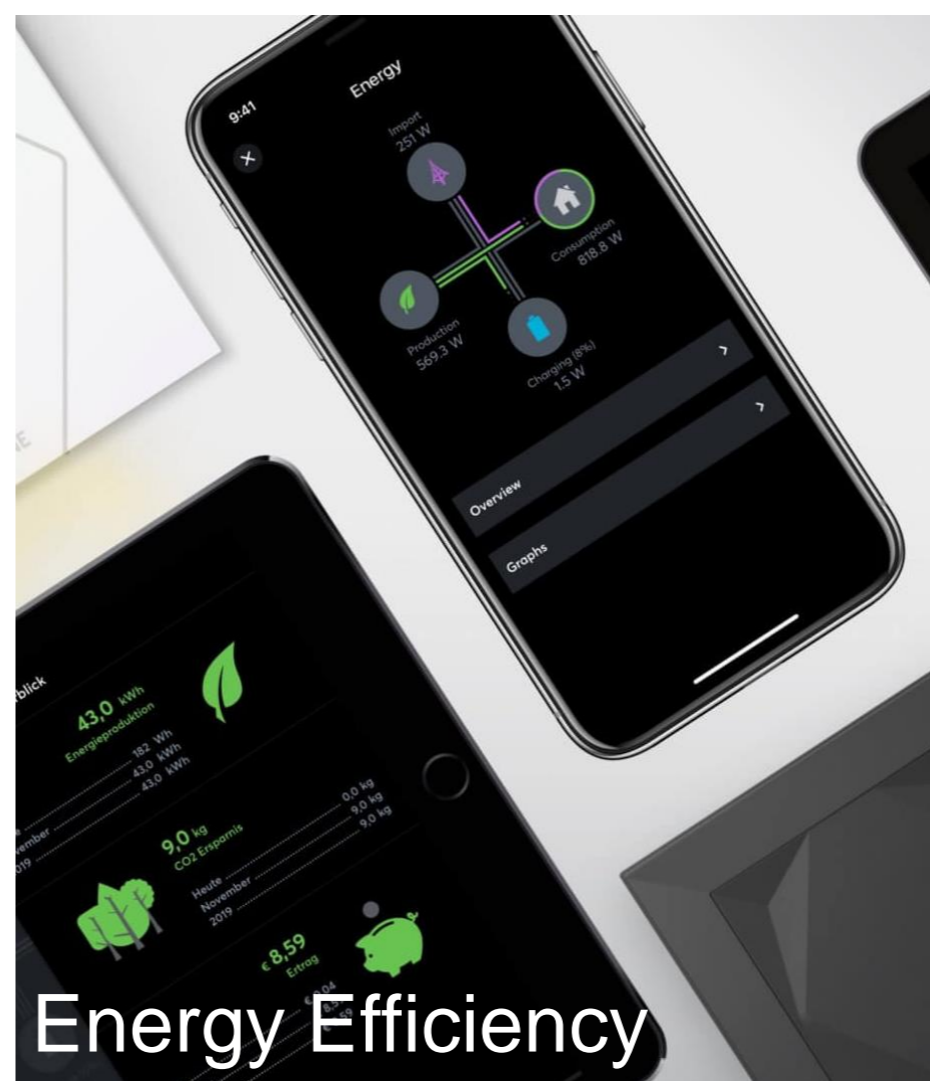 9:41
Energy
Import
251 W
Consumption
818.8 W
Production
569.3 W
Charging (8%)
1.5 W
Overview
Graphs
43,0 kWh
Energieproduktion
182 Wh
43,0 kWh
2019 43,0 kWh
9,0 kg
CO2 Ersparnis
Heute 0,0 kg
November 9,0 kg
2019 9,0 kg
€ 8,59
Ertrag
Energy Efficiency